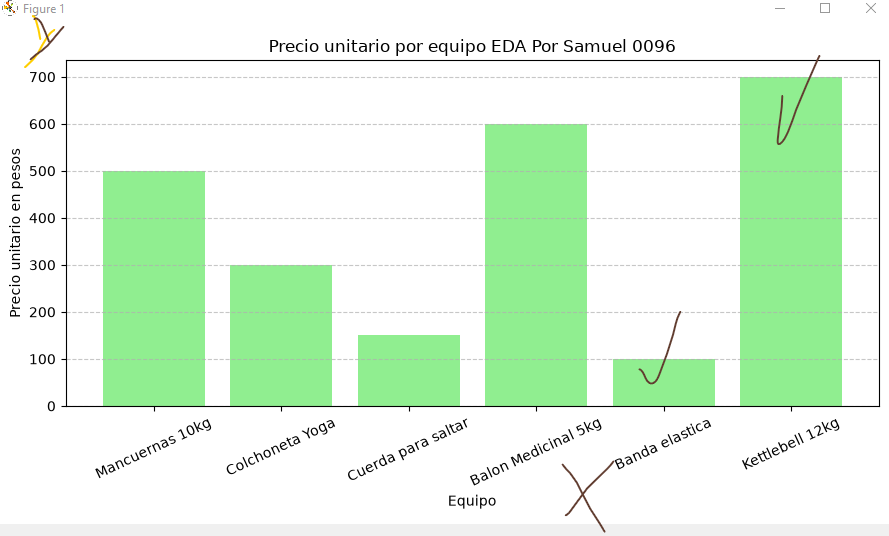 Figure 1
y
Precio unitario por equipo EDA Por Samuel 0096
Precio unitario en pesos
700
600
500
400
300
200
100
0
Mancuernas 10kg
Colchoneta Yoga
Cuerda para saltar
Balon Medicinal 5kg
Banda elastica
Kettlebell 12kg
Equipo
X